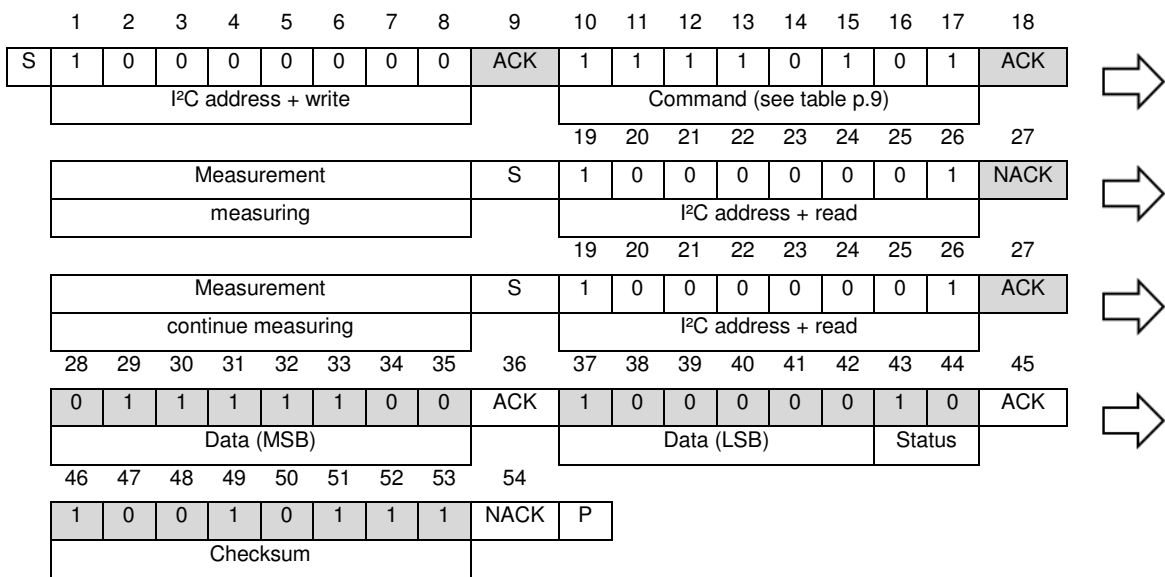 1 2 3 4 5 6 7 8 9 10 11 12 13 14 15 16 17 18
S 1 0 0 0 0 0 0 0 ACK 1 1 1 1 0 1 0 1 ACK
I²C address + write Command (see table p.9)
19 20 21 22 23 24 25 26 27
Measurement S 1 0 0 0 0 0 0 1 NACK
measuring I²C address + read
19 20 21 22 23 24 25 26 27
Measurement S 1 0 0 0 0 0 0 1 ACK
continue measuring I²C address + read
28 29 30 31 32 33 34 35 36 37 38 39 40 41 42 43 44 45
0 1 1 1 1 1 0 0 ACK 1 0 0 0 0 0 1 0 ACK
Data (MSB) Data (LSB) Status
46 47 48 49 50 51 52 53 54
1 0 0 1 0 1 1 1 NACK P
Checksum